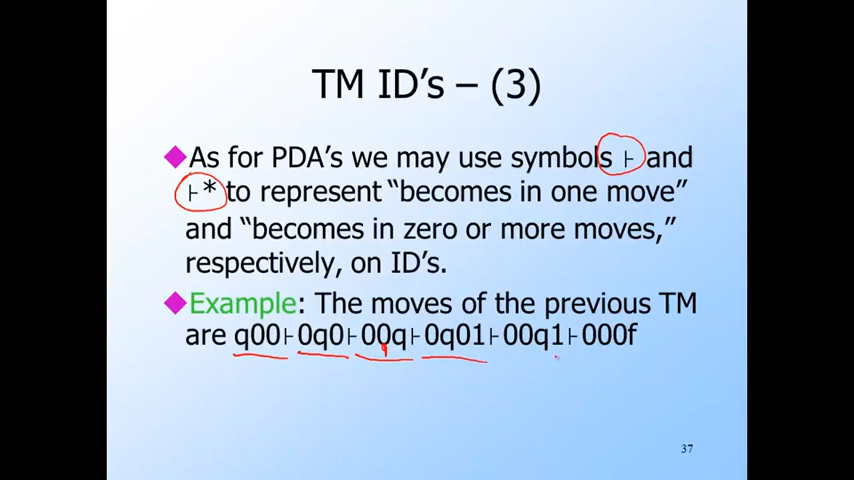 TM ID’s – (3)
As for PDA’s we may use symbols ⊦ and
⊦* to represent “becomes in one move”
and “becomes in zero or more moves,”
respectively, on ID’s.
Example: The moves of the previous TM
are q00⊦0q0⊦00q⊦0q01⊦00q1⊦000f
q
37